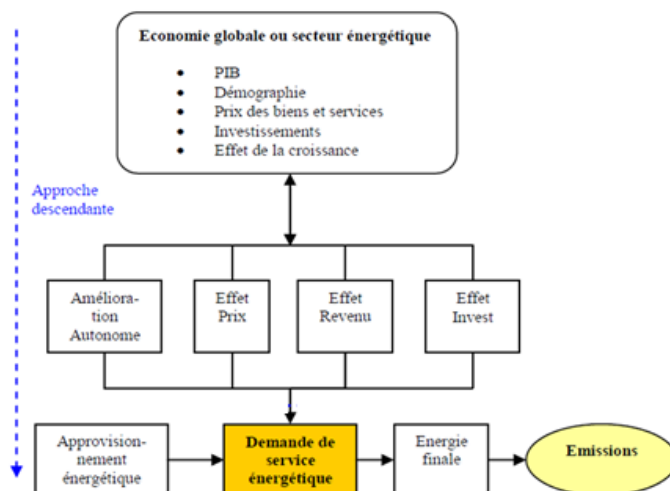 Economie globale ou secteur énergétique
• PIB
• Démographie
• Prix des biens et services
• Investissements
• Effet de la croissance
Approche
descendante
Améliora-
tion
Autonome
Effet
Prix
Effet
Revenu
Effet
Invest
Approvision-
nement
énergétique
Demande de
service
énergétique
Energie
finale
Emissions